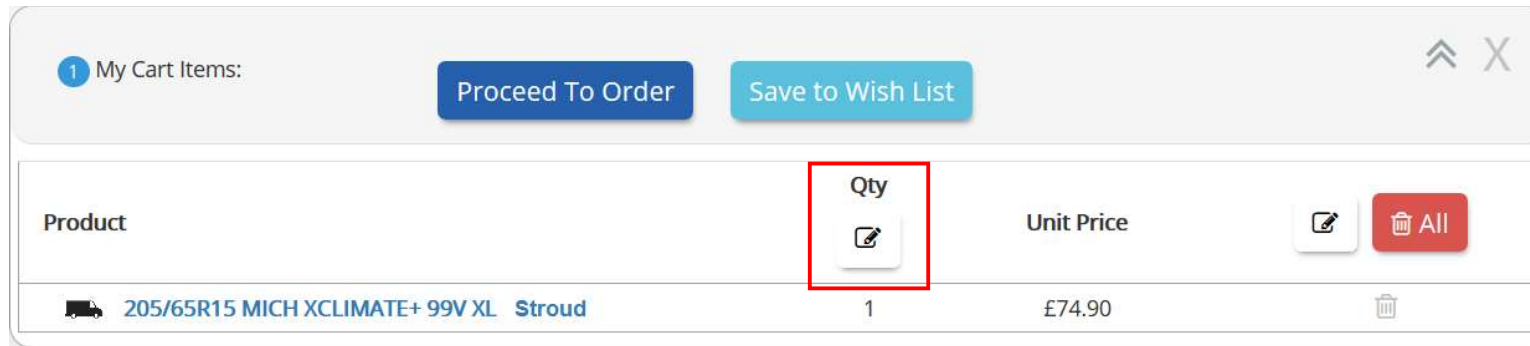 1 My Cart Items:
Proceed To Order
Save to Wish List
X
Product
Qty
Unit Price
All
205/65R15 MICH XCLIMATE+ 99V XL Stroud
1
£74.90